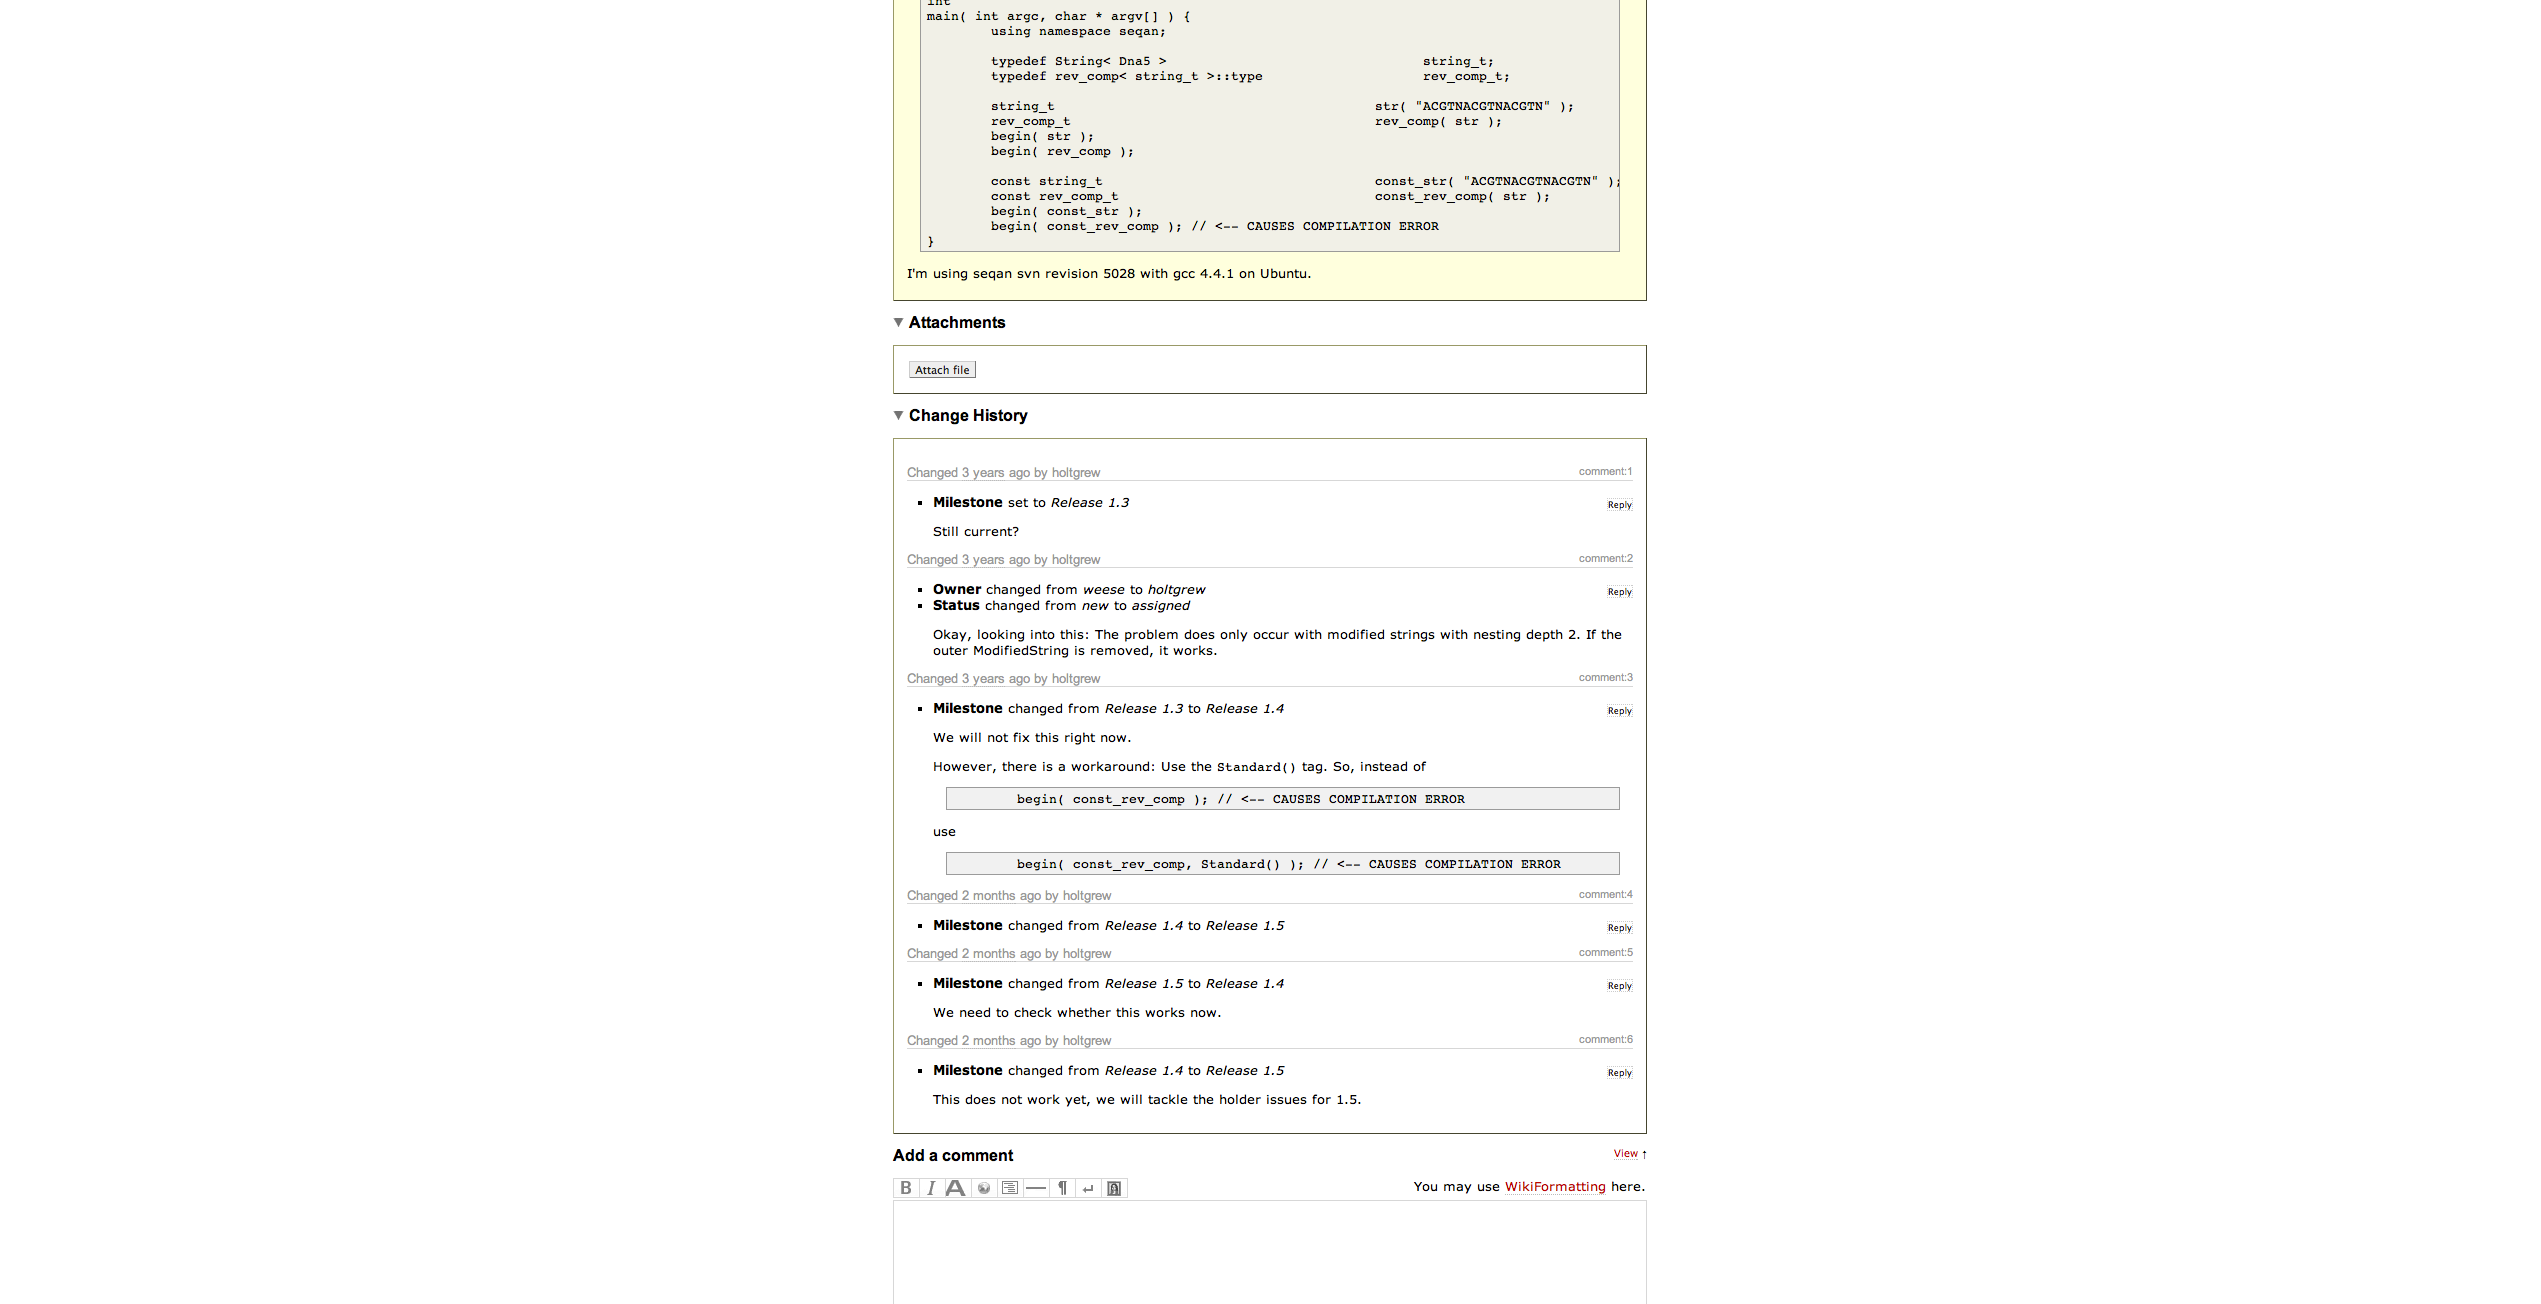 int
main( int argc, char * argv[] ) {
using namespace seqan;
typedef String< Dna5 > string_t;
typedef rev_comp< string_t >::type rev_comp_t;
string_t str( "ACGTNACGTNACGTN" );
rev_comp_t rev_comp( str );
begin( str );
begin( rev_comp );
const string_t const_str( "ACGTNACGTNACGTN" );
const rev_comp_t const_rev_comp( str );
begin( const_str );
begin( const_rev_comp ); // <-- CAUSES COMPILATION ERROR
}
I'm using seqan svn revision 5028 with gcc 4.4.1 on Ubuntu.
Attachments
Attach file
Change History
Changed 3 years ago by holtgrew comment:1
Milestone set to Release 1.3 Reply
Still current?
Changed 3 years ago by holtgrew comment:2
Owner changed from weese to holtgrew Reply
Status changed from new to assigned
Okay, looking into this: The problem does only occur with modified strings with nesting depth 2. If the
outer ModifiedString is removed, it works.
Changed 3 years ago by holtgrew comment:3
Milestone changed from Release 1.3 to Release 1.4 Reply
We will not fix this right now.
However, there is a workaround: Use the Standard() tag. So, instead of
begin( const_rev_comp ); // <-- CAUSES COMPILATION ERROR
use
begin( const_rev_comp, Standard() ); // <-- CAUSES COMPILATION ERROR
Changed 2 months ago by holtgrew comment:4
Milestone changed from Release 1.4 to Release 1.5 Reply
Changed 2 months ago by holtgrew comment:5
Milestone changed from Release 1.5 to Release 1.4 Reply
We need to check whether this works now.
Changed 2 months ago by holtgrew comment:6
Milestone changed from Release 1.4 to Release 1.5 Reply
This does not work yet, we will tackle the holder issues for 1.5.
Add a comment View ↑
B I A ¶ ↵ You may use WikiFormatting here.